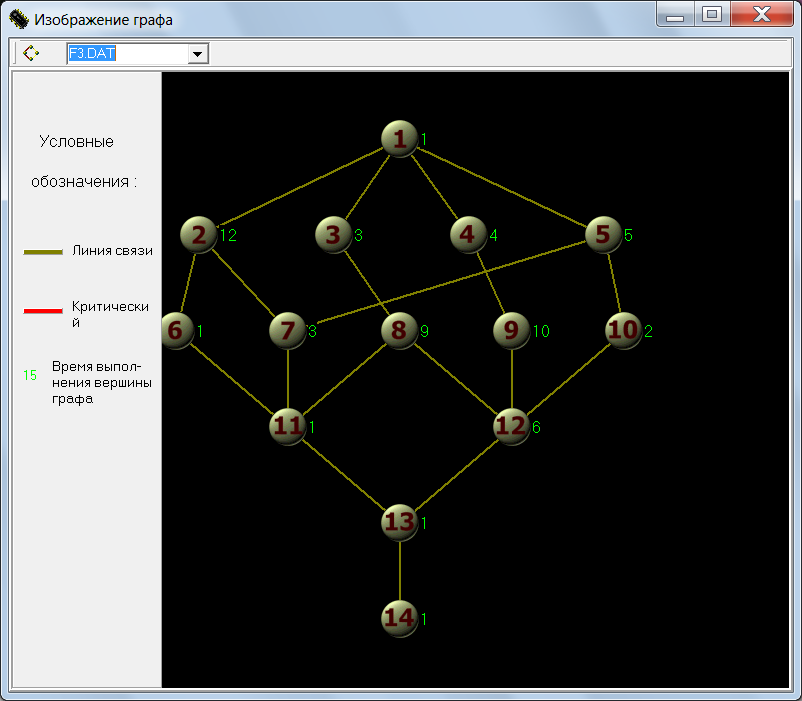 Изображение графа
F3.DAT
Условные
обозначения :
Линия связи
Критически
й
15 Время выпол-
нения вершины
графа
1 1
2 12 3 3 4 4 5 5
6 1 7 3 8 9 9 10 10 2
11 1 12 6
13 1
14 1